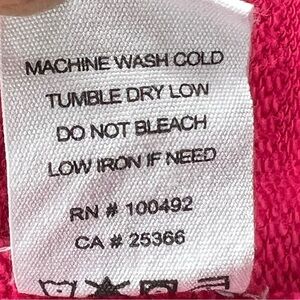 MACHINE WASH COLD
TUMBLE DRY LOW
DO NOT BLEACH
LOW IRON IF NEED
RN # 100492
CA # 25366